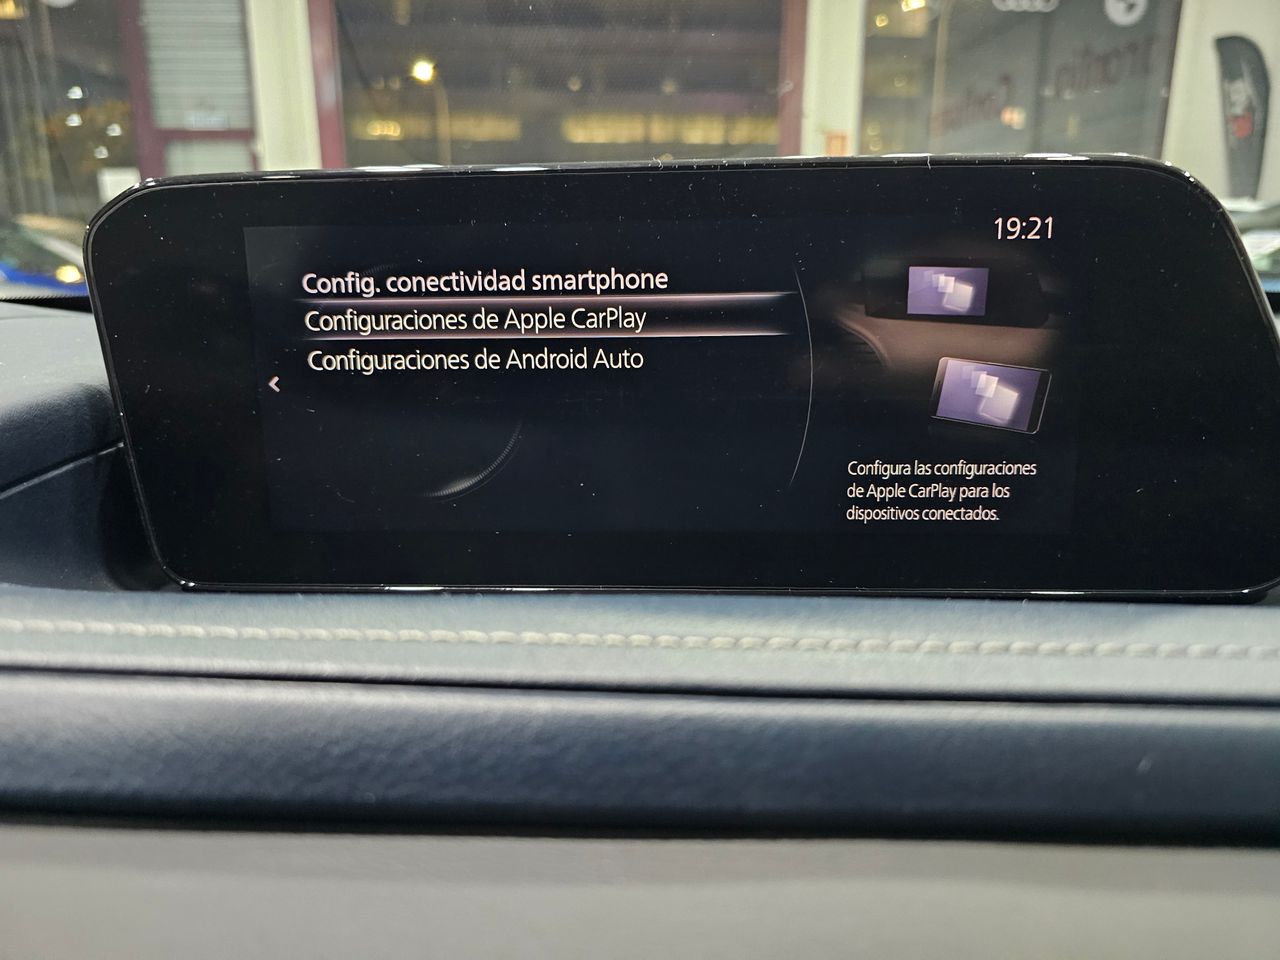 19:21
Config. conectividad smartphone
Configuraciones de Apple CarPlay
Configuraciones de Android Auto
Configura las configuraciones
de Apple CarPlay para los
dispositivos conectados.